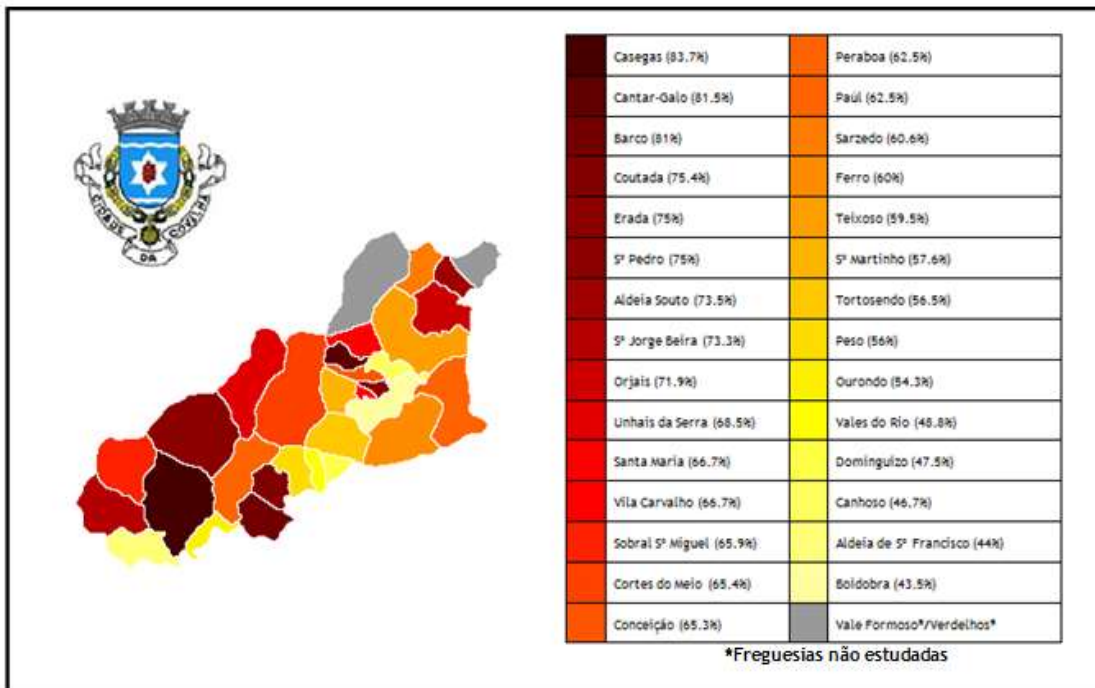 CIDADE DA COVILHA
Casegas (83.7%)
Peraboa (62.5%)
Cantar-Galo (81.5%)
Paúl (62.5%)
Barco (81%)
Sarzedo (60.6%)
Coutada (75.4%)
Ferro (60%)
Erada (75%)
Teixoso (59.5%)
Sº Pedro (75%)
Sº Martinho (57.6%)
Aldeia Souto (73.5%)
Tortosendo (56.5%)
Sº Jorge Beira (73.3%)
Peso (56%)
Orjais (71.9%)
Ourondo (54.3%)
Unhais da Serra (68.5%)
Vales do Rio (48.8%)
Santa Maria (66.7%)
Dominguizo (47.5%)
Vila Carvalho (66.7%)
Canhoso (46.7%)
Sobral Sº Miguel (65.9%)
Aldeia de Sº Francisco (44%)
Cortes do Meio (65.4%)
Boidobra (43.5%)
Conceição (65.3%)
Vale Formoso*/Verdelhos*
*Freguesias não estudadas